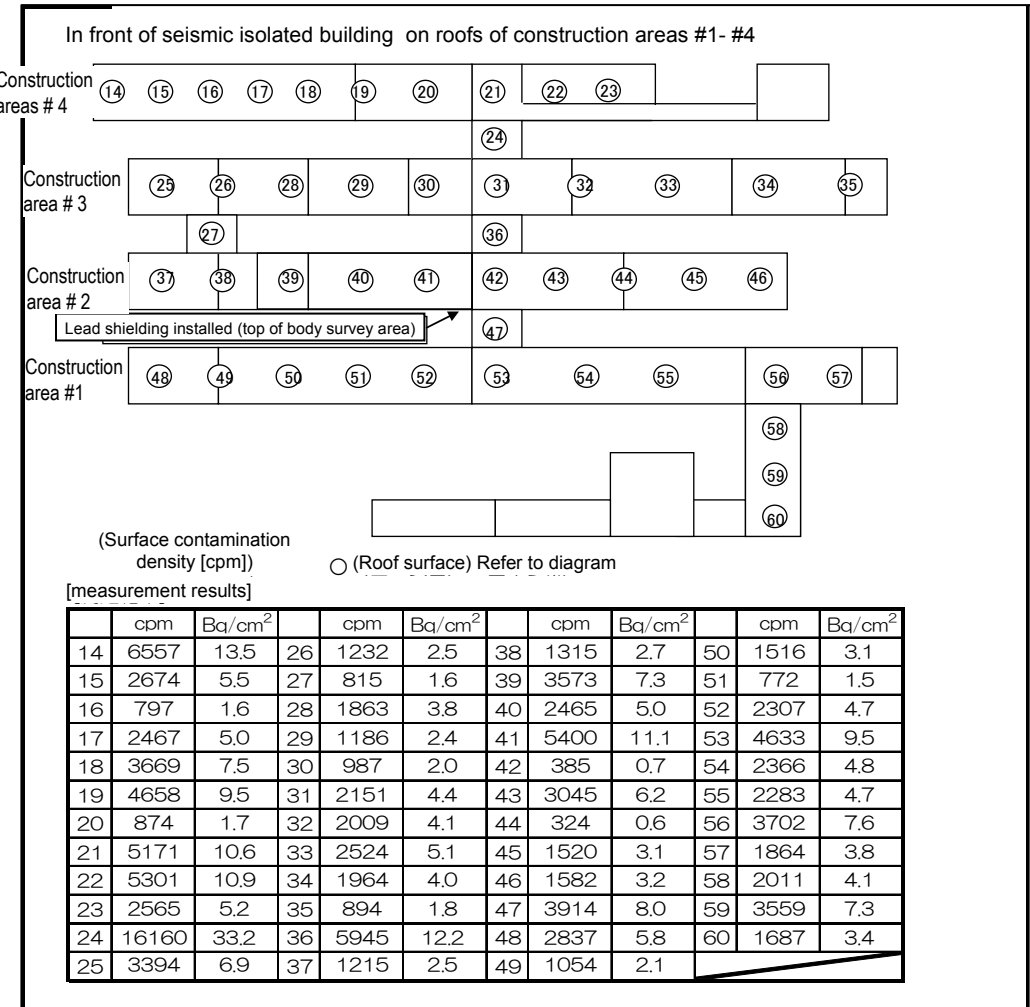 In front of seismic isolated building on roofs of construction areas #1- #4
Construction
areas # 4
14 15 16 17 18 19 20 21 22 23
24
Construction
area # 3
25 26 28 29 30 31 32 33 34 35
27 36
Construction
area # 2
37 38 39 40 41 42 43 44 45 46
Lead shielding installed (top of body survey area)
47
Construction
area #1
48 49 50 51 52 53 54 55 56 57
58
59
60
(Surface contamination
density [cpm])
○ (Roof surface) Refer to diagram
[measurement results]
cpm Bq/cm² cpm Bq/cm² cpm Bq/cm² cpm Bq/cm²
14 6557 13.5 26 1232 2.5 38 1315 2.7 50 1516 3.1
15 2674 5.5 27 815 1.6 39 3573 7.3 51 772 1.5
16 797 1.6 28 1863 3.8 40 2465 5.0 52 2307 4.7
17 2467 5.0 29 1186 2.4 41 5400 11.1 53 4633 9.5
18 3669 7.5 30 987 2.0 42 385 0.7 54 2366 4.8
19 4658 9.5 31 2151 4.4 43 3045 6.2 55 2283 4.7
20 874 1.7 32 2009 4.1 44 324 0.6 56 3702 7.6
21 5171 10.6 33 2524 5.1 45 1520 3.1 57 1864 3.8
22 5301 10.9 34 1964 4.0 46 1582 3.2 58 2011 4.1
23 2565 5.2 35 894 1.8 47 3914 8.0 59 3559 7.3
24 16160 33.2 36 5945 12.2 48 2837 5.8 60 1687 3.4
25 3394 6.9 37 1215 2.5 49 1054 2.1